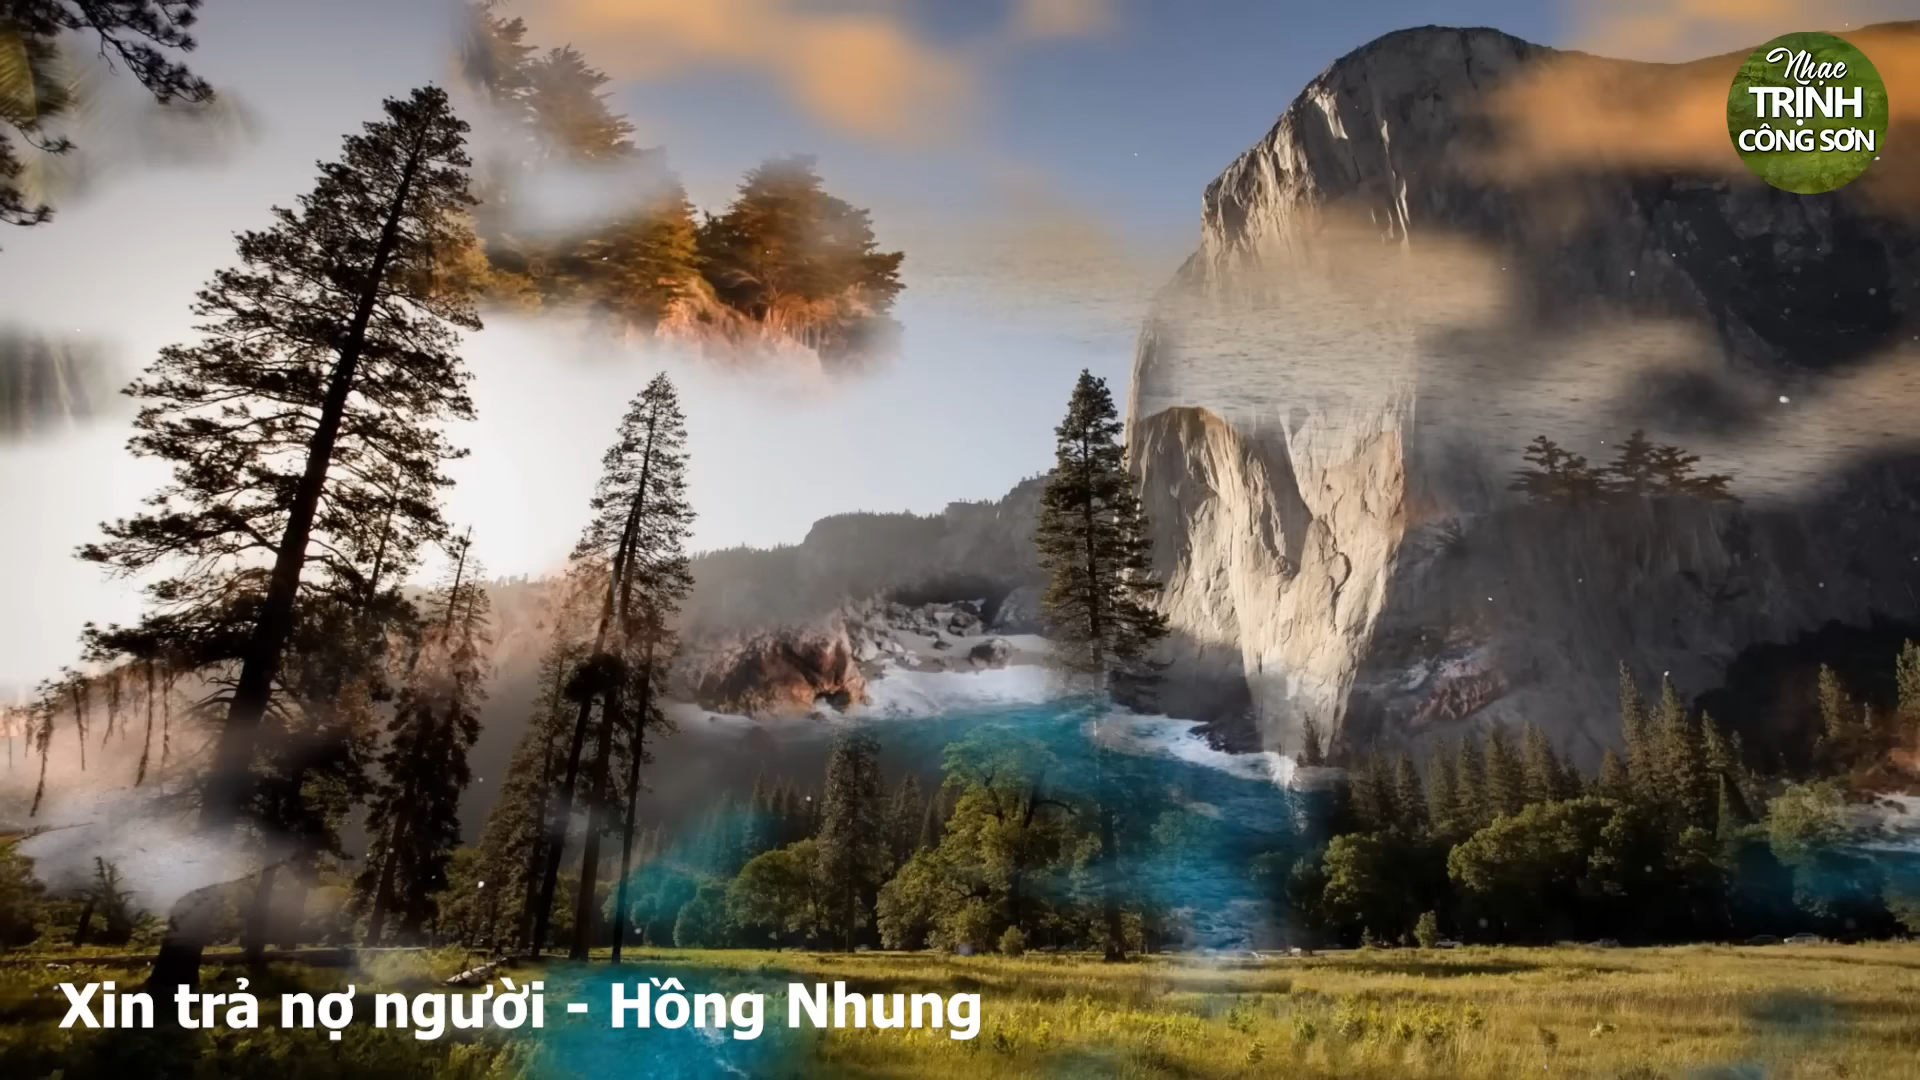 Nhạc
TRỊNH
CÔNG SƠN
Xin trả nợ người - Hồng Nhung